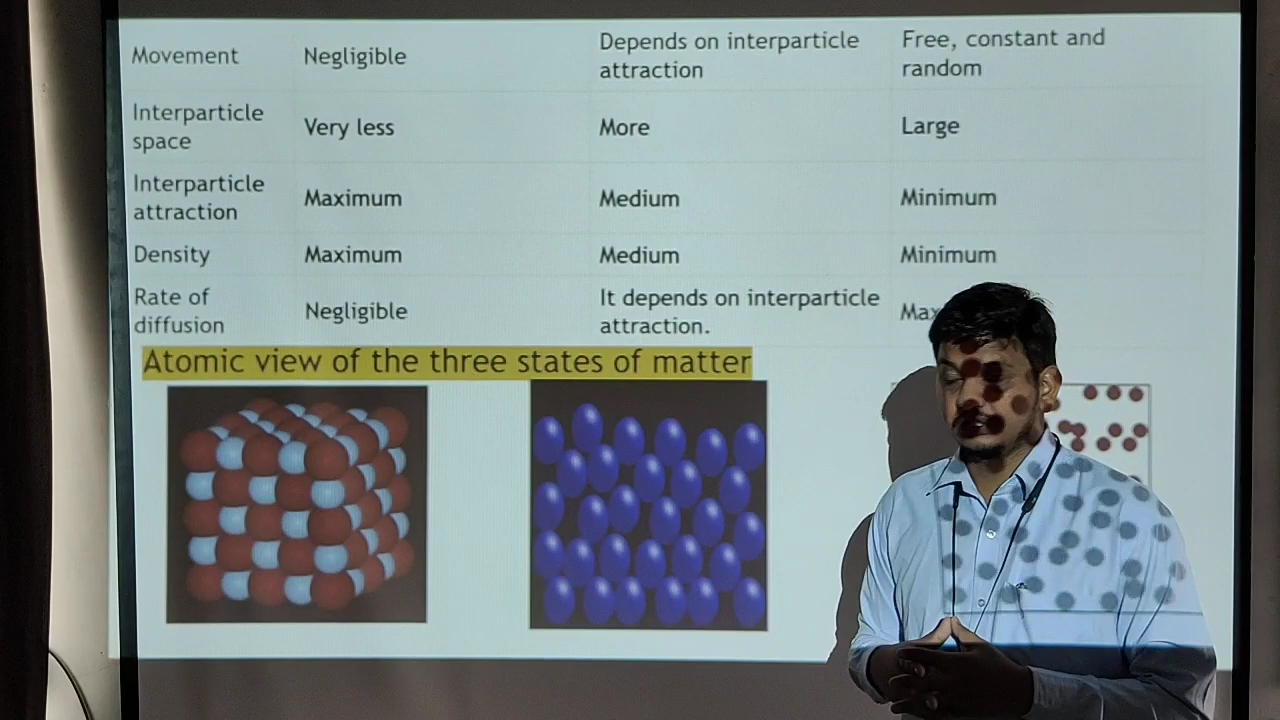 Movement Negligible Depends on interparticle Free, constant and
attraction random
Interparticle
space Very less More Large
Interparticle
attraction Maximum Medium Minimum
Density Maximum Medium Minimum
Rate of Negligible It depends on interparticle
diffusion attraction.
Atomic view of the three states of matter